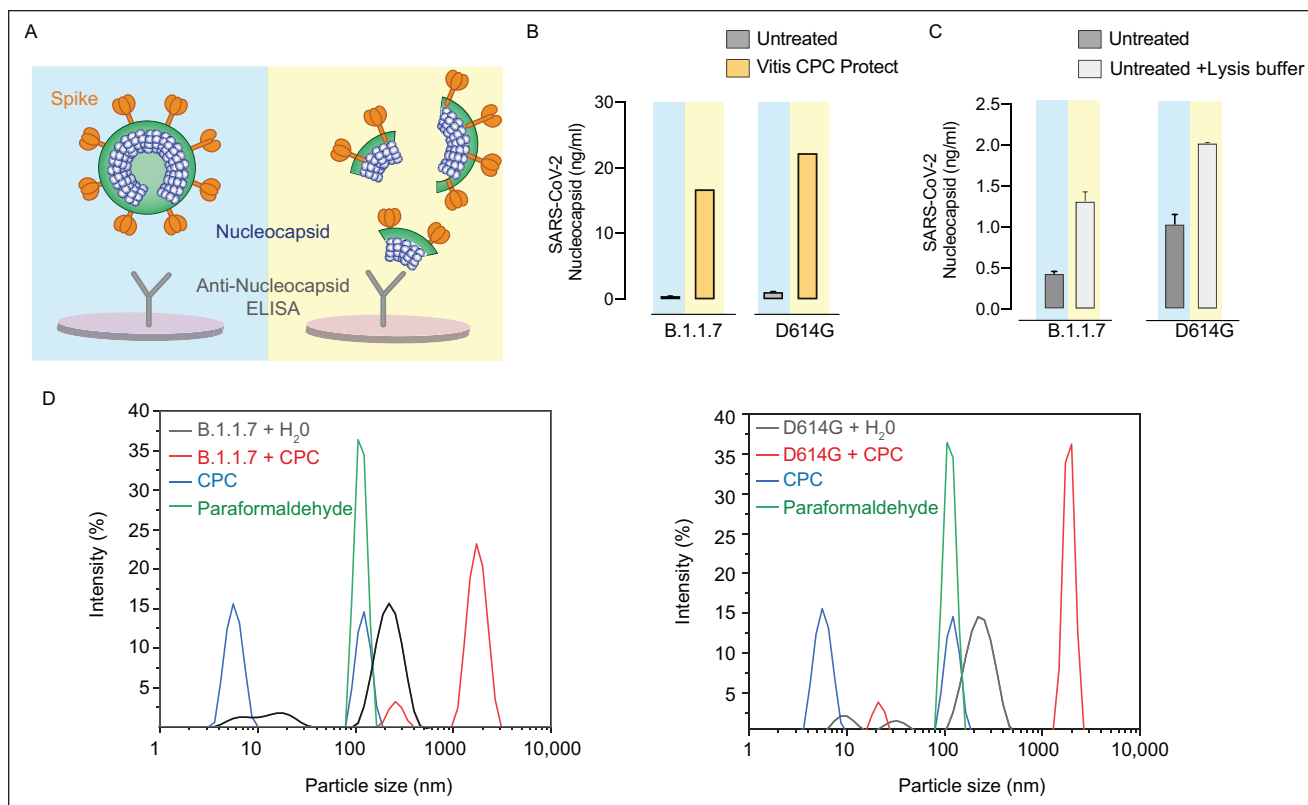 A
Spike
Nucleocapsid
Anti-Nucleocapsid
ELISA
B
Untreated
Vitis CPC Protect
SARS-CoV-2
Nucleocapsid (ng/ml)
30
20
10
0
B.1.1.7
D614G
C
Untreated
Untreated +Lysis buffer
SARS-CoV-2
Nucleocapsid (ng/ml)
2.5
2.0
1.5
1.0
0.5
0.0
B.1.1.7
D614G
D
Intensity (%)
40
35
30
25
20
15
10
5
B.1.1.7 + H₂0
B.1.1.7 + CPC
CPC
Paraformaldehyde
1
10
100
1000
10,000
Particle size (nm)
Intensity (%)
40
35
30
25
20
15
10
5
D614G + H₂0
D614G + CPC
CPC
Paraformaldehyde
1
10
100
1000
10,000
Particle size (nm)